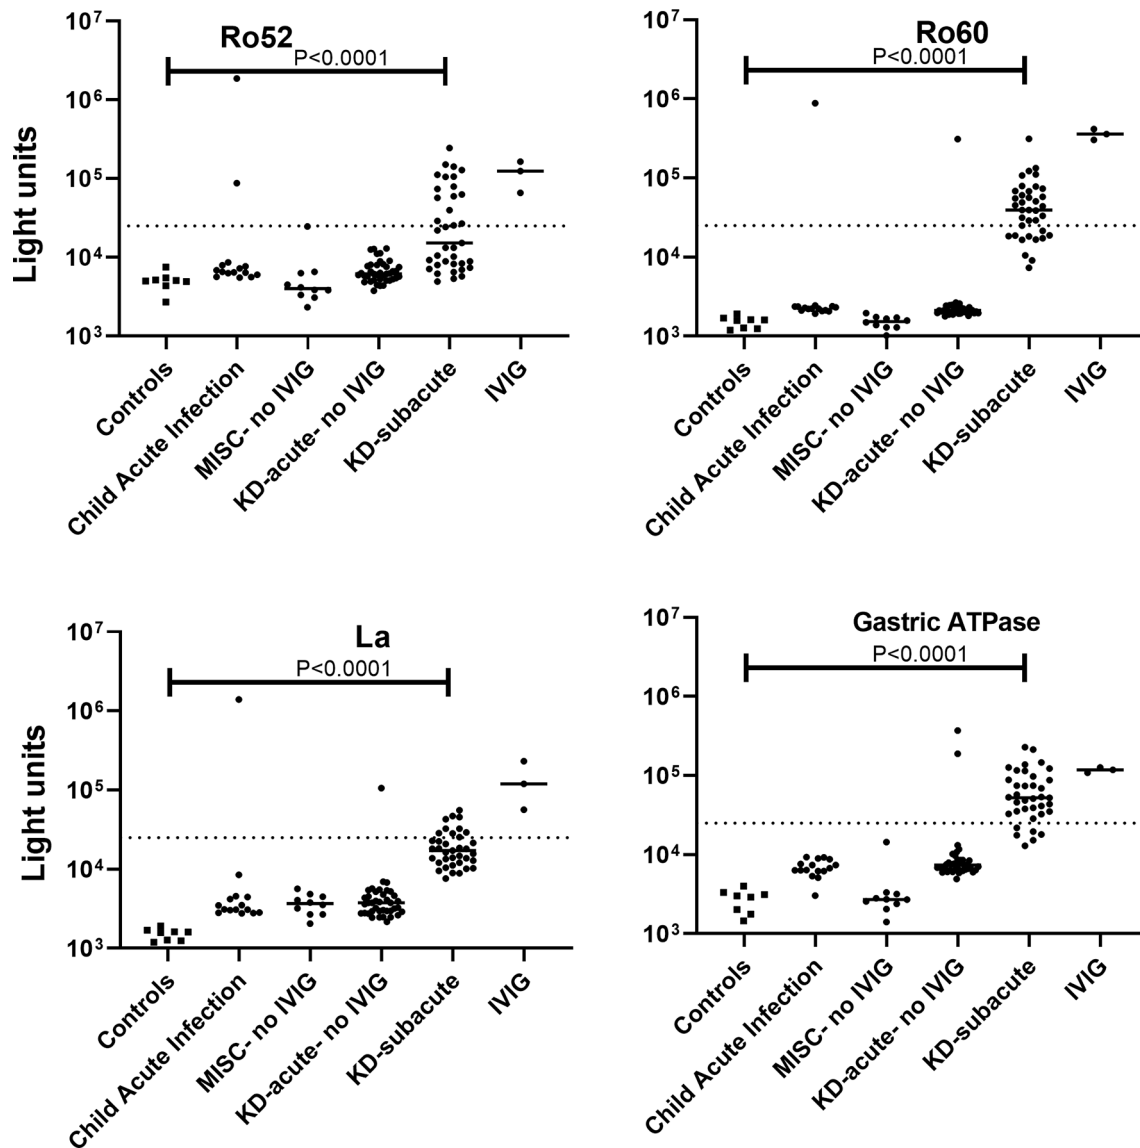 Ro52
P<0.0001
Light units
10⁷
10⁶
10⁵
10⁴
10³
Controls
Child Acute Infection
MISC- no IVIG
KD-acute- no IVIG
KD-subacute
IVIG
Ro60
P<0.0001
10⁷
10⁶
10⁵
10⁴
10³
Controls
Child Acute Infection
MISC- no IVIG
KD-acute- no IVIG
KD-subacute
IVIG
La
P<0.0001
Light units
10⁷
10⁶
10⁵
10⁴
10³
Controls
Child Acute Infection
MISC- no IVIG
KD-acute- no IVIG
KD-subacute
IVIG
Gastric ATPase
P<0.0001
10⁷
10⁶
10⁵
10⁴
10³
Controls
Child Acute Infection
MISC- no IVIG
KD-acute- no IVIG
KD-subacute
IVIG